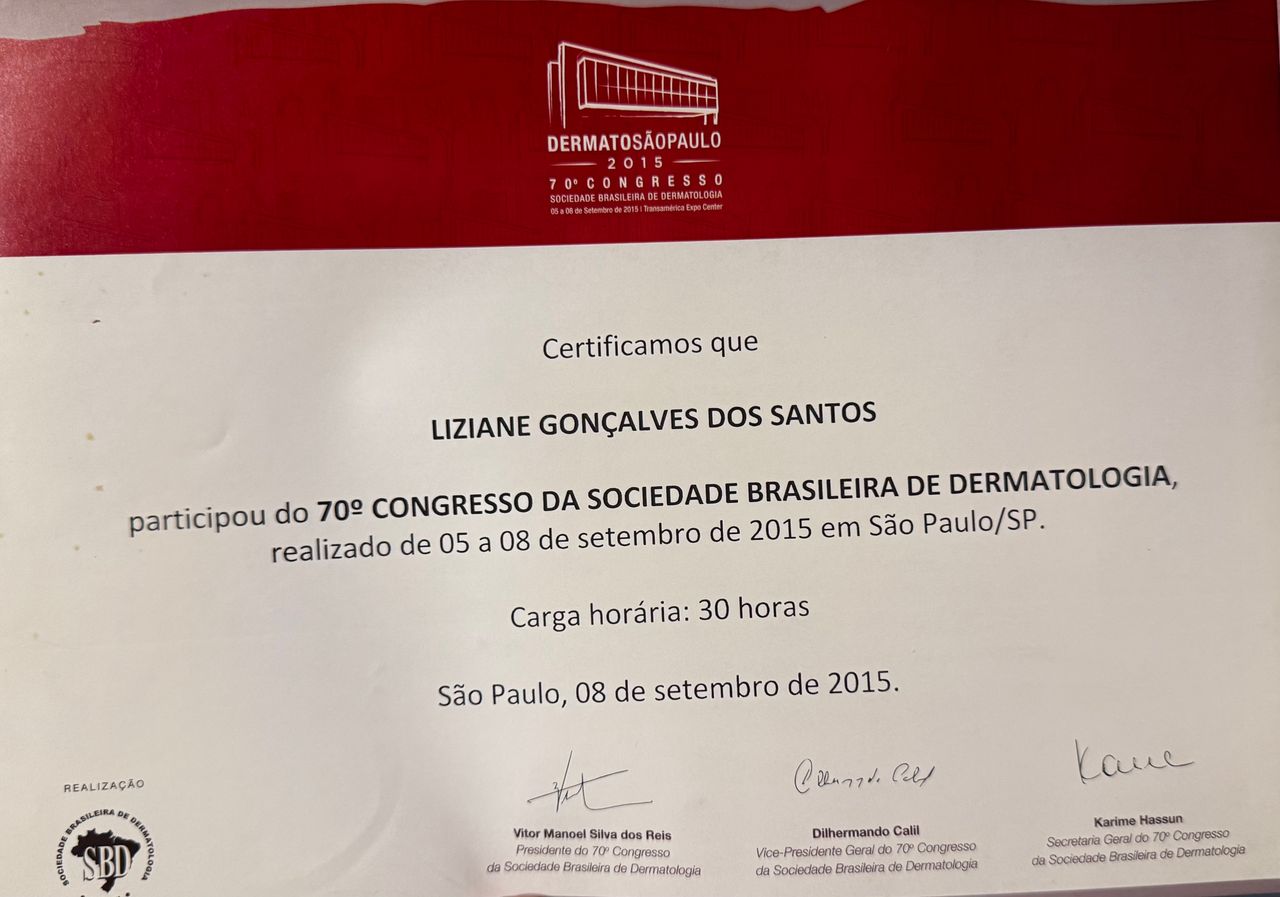 DERMATOSÃOPAULO
2015
70º CONGRESSO
SOCIEDADE BRASILEIRA DE DERMATOLOGIA
05 a 08 de Setembro de 2015 | Transamérica Expo Center
Certificamos que
LIZIANE GONÇALVES DOS SANTOS
participou do 70º CONGRESSO DA SOCIEDADE BRASILEIRA DE DERMATOLOGIA,
realizado de 05 a 08 de setembro de 2015 em São Paulo/SP.
Carga horária: 30 horas
São Paulo, 08 de setembro de 2015.
REALIZAÇÃO
SOCIEDADE BRASILEIRA DE DERMATOLOGIA
SBD
Vitor Manoel Silva dos Reis
Presidente do 70º Congresso
da Sociedade Brasileira de Dermatologia
Dilhermando Calil
Vice-Presidente Geral do 70º Congresso
da Sociedade Brasileira de Dermatologia
Karime Hassun
Secretaria Geral do 70º Congresso
da Sociedade Brasileira de Dermatologia